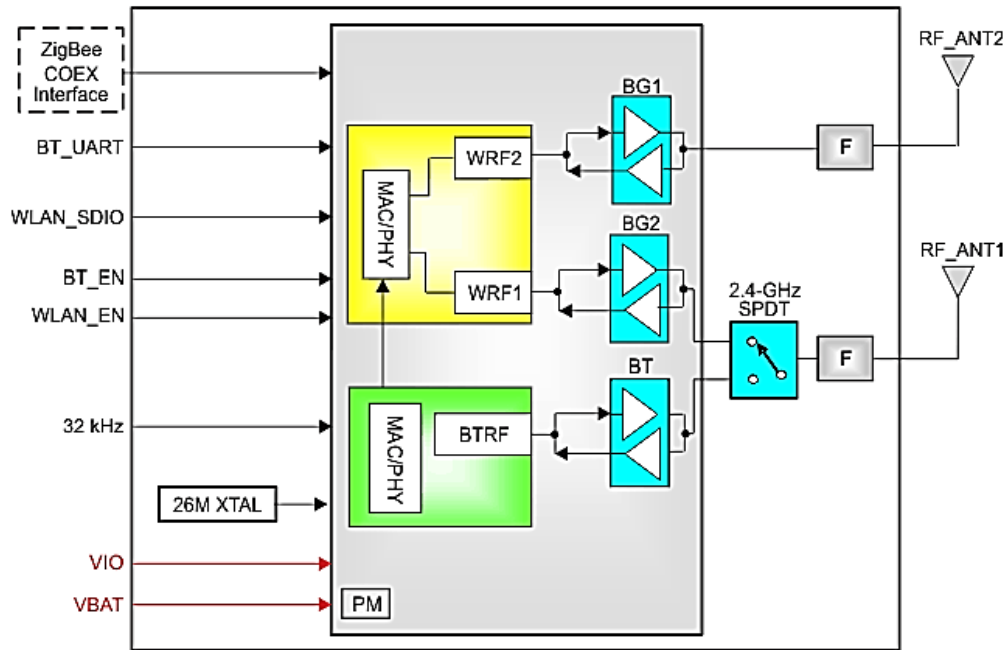 ZigBee
COEX
Interface
BT_UART
WLAN_SDIO
BT_EN
WLAN_EN
32 kHz
26M XTAL
VIO
VBAT
MAC/PHY
WRF2
WRF1
MAC/PHY
BTRF
PM
BG1
BG2
BT
2.4-GHz
SPDT
F
F
RF_ANT2
RF_ANT1